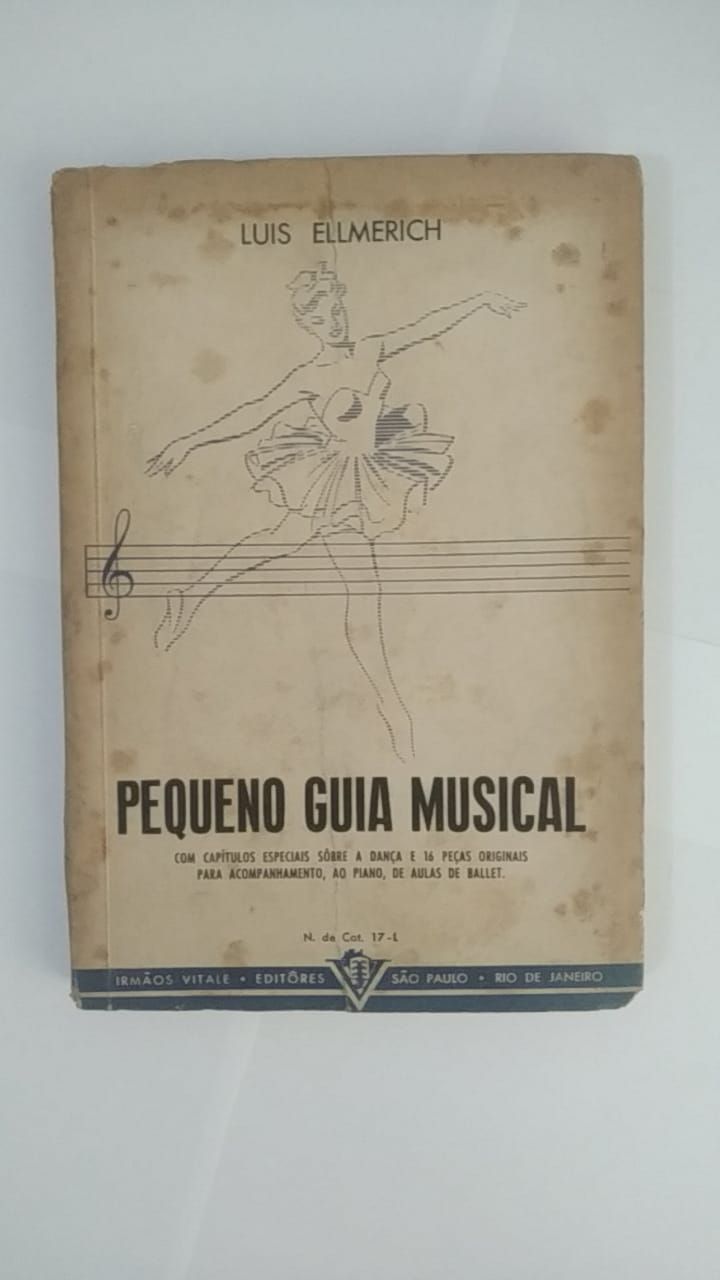 LUIS ELLMERICH
PEQUENO GUIA MUSICAL
COM CAPÍTULOS ESPECIAIS SÔBRE A DANÇA E 16 PEÇAS ORIGINAIS
PARA ACOMPANHAMENTO, AO PIANO, DE AULAS DE BALLET.
N. de Cat. 17-L
IRMÃOS VITALE • EDITÔRES SÃO PAULO • RIO DE JANEIRO